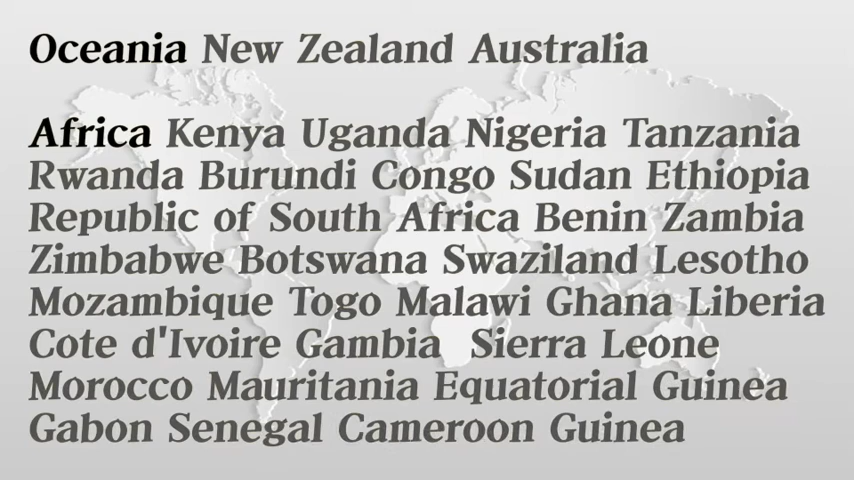 Oceania New Zealand Australia
Africa Kenya Uganda Nigeria Tanzania
Rwanda Burundi Congo Sudan Ethiopia
Republic of South Africa Benin Zambia
Zimbabwe Botswana Swaziland Lesotho
Mozambique Togo Malawi Ghana Liberia
Cote d'Ivoire Gambia Sierra Leone
Morocco Mauritania Equatorial Guinea
Gabon Senegal Cameroon Guinea